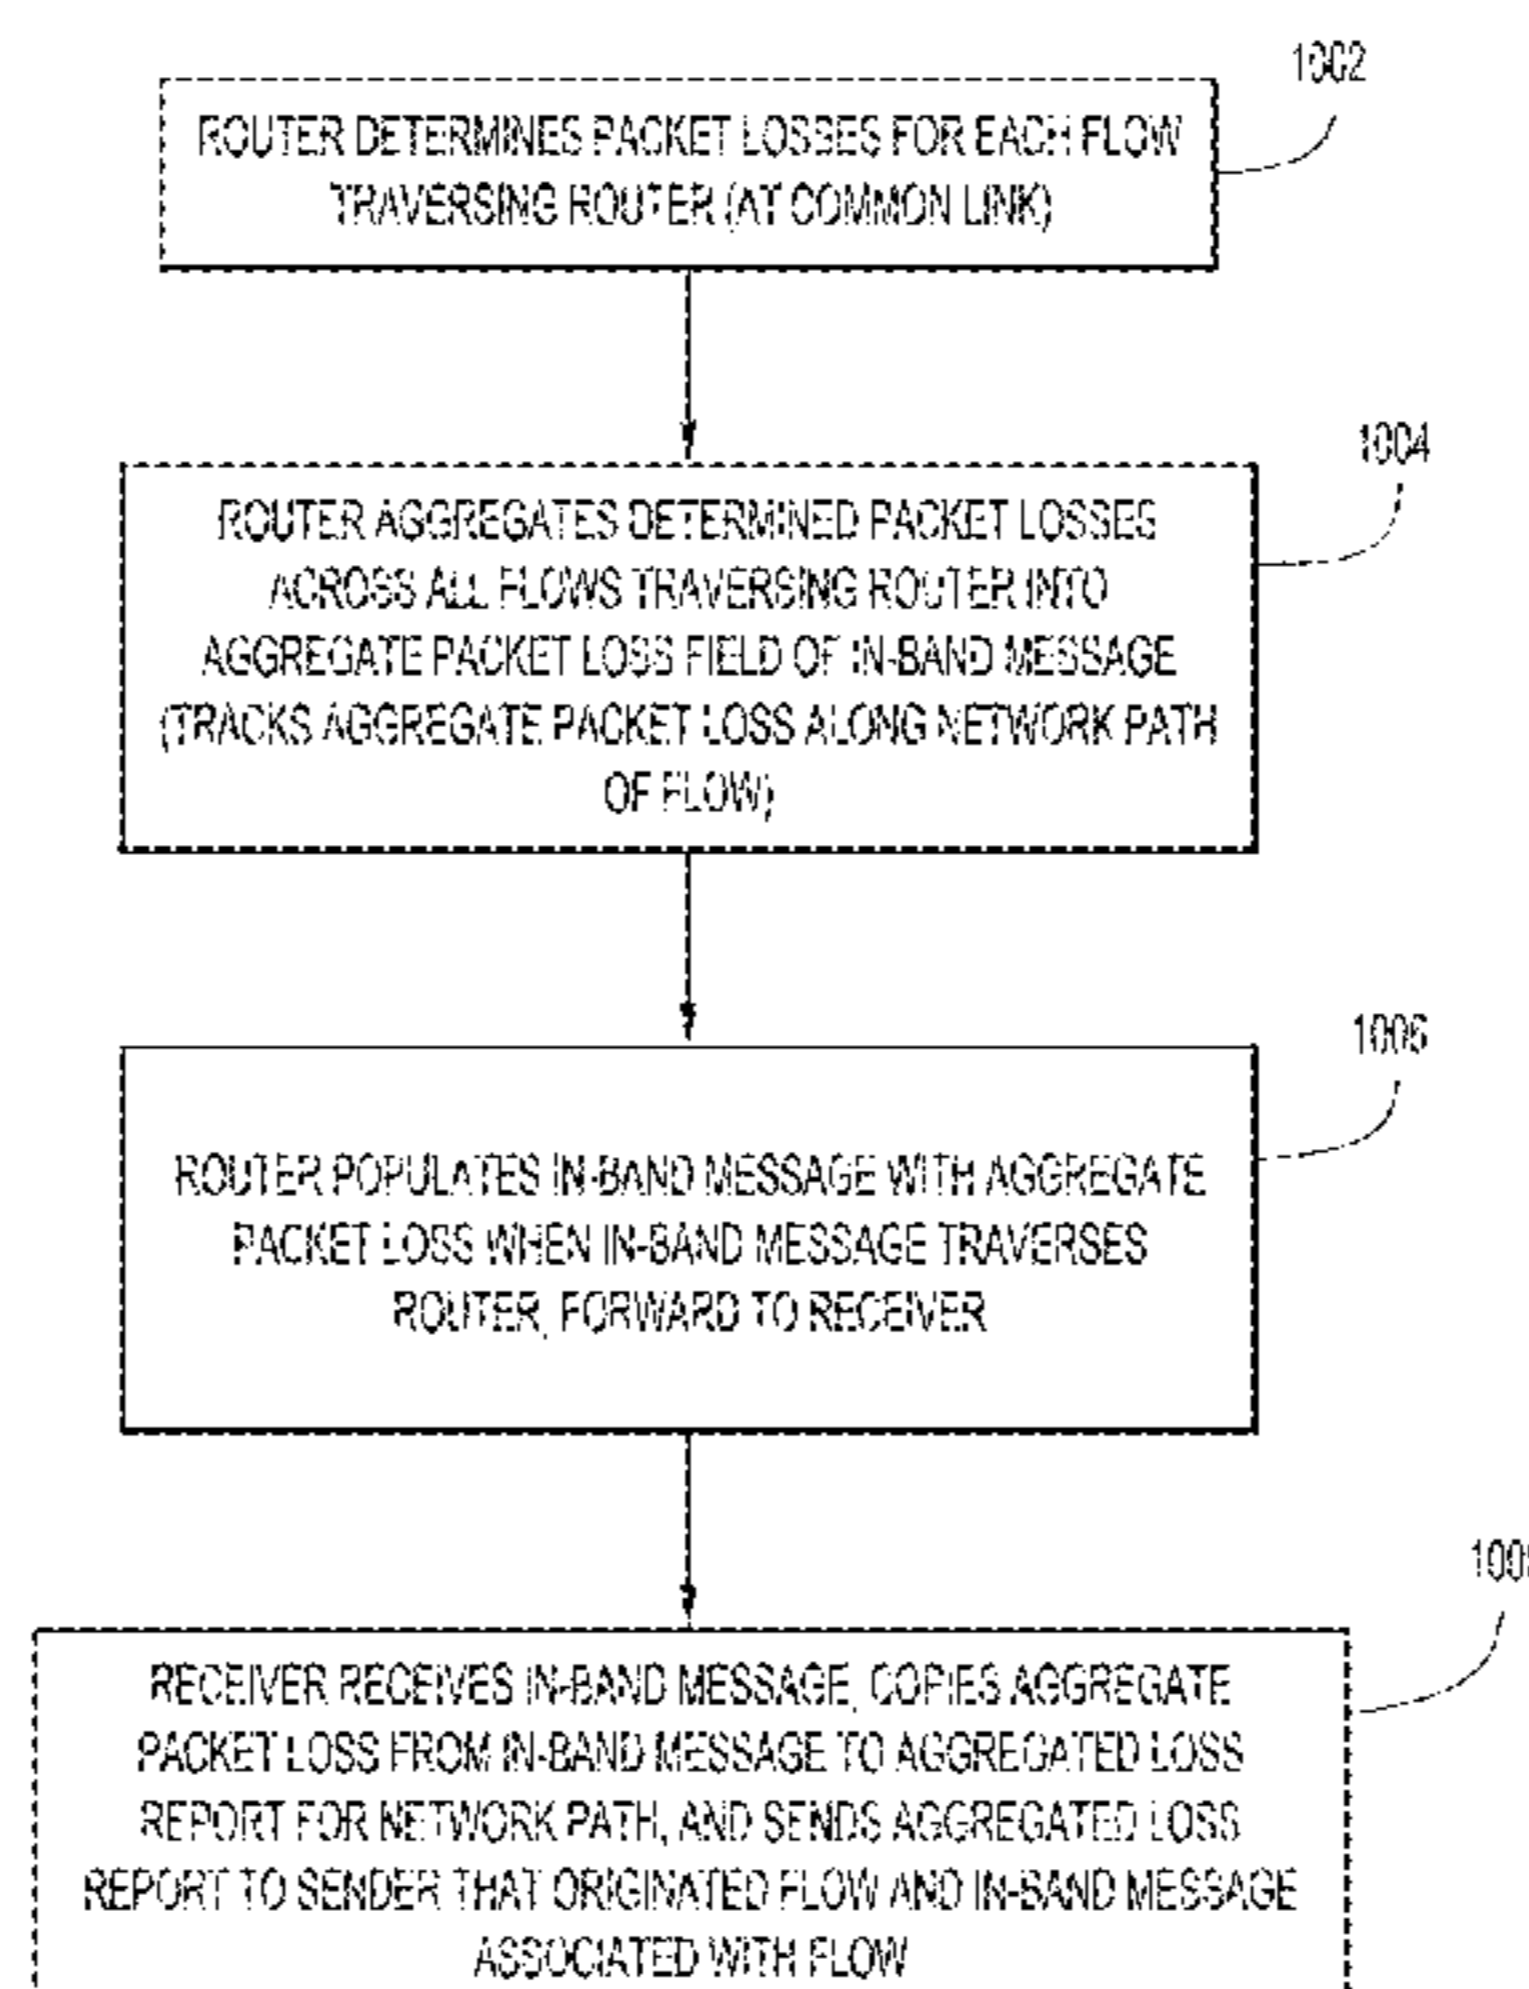 1002
ROUTER DETERMINES PACKET LOSSES FOR EACH FLOW
TRAVERSING ROUTER (AT COMMON LINK)
1004
ROUTER AGGREGATES DETERMINED PACKET LOSSES
ACROSS ALL FLOWS TRAVERSING ROUTER INTO
AGGREGATE PACKET LOSS FIELD OF IN-BAND MESSAGE
(TRACKS AGGREGATE PACKET LOSS ALONG NETWORK PATH
OF FLOW)
1006
ROUTER POPULATES IN-BAND MESSAGE WITH AGGREGATE
PACKET LOSS WHEN IN-BAND MESSAGE TRAVERSES
ROUTER, FORWARD TO RECEIVER
RECEIVER RECEIVES IN-BAND MESSAGE, COPIES AGGREGATE
PACKET LOSS FROM IN-BAND MESSAGE TO AGGREGATED LOSS
REPORT FOR NETWORK PATH, AND SENDS AGGREGATED LOSS
REPORT TO SENDER THAT ORIGINATED FLOW AND IN-BAND MESSAGE
ASSOCIATED WITH FLOW